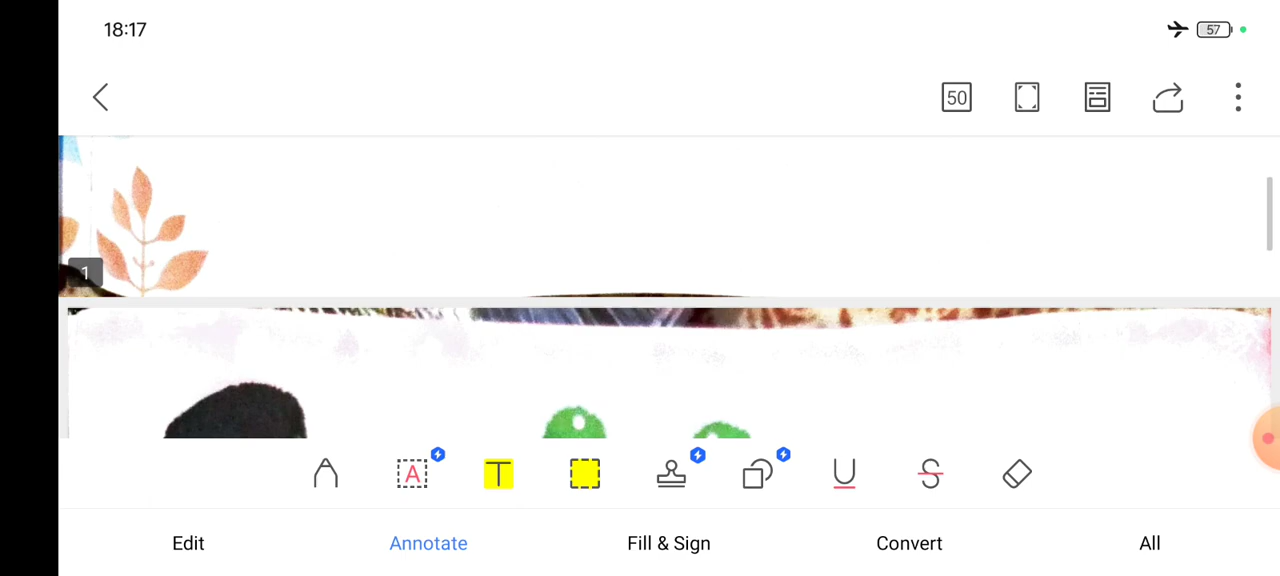 18:17
57
50
1
A
T
U
S
Edit
Annotate
Fill & Sign
Convert
All